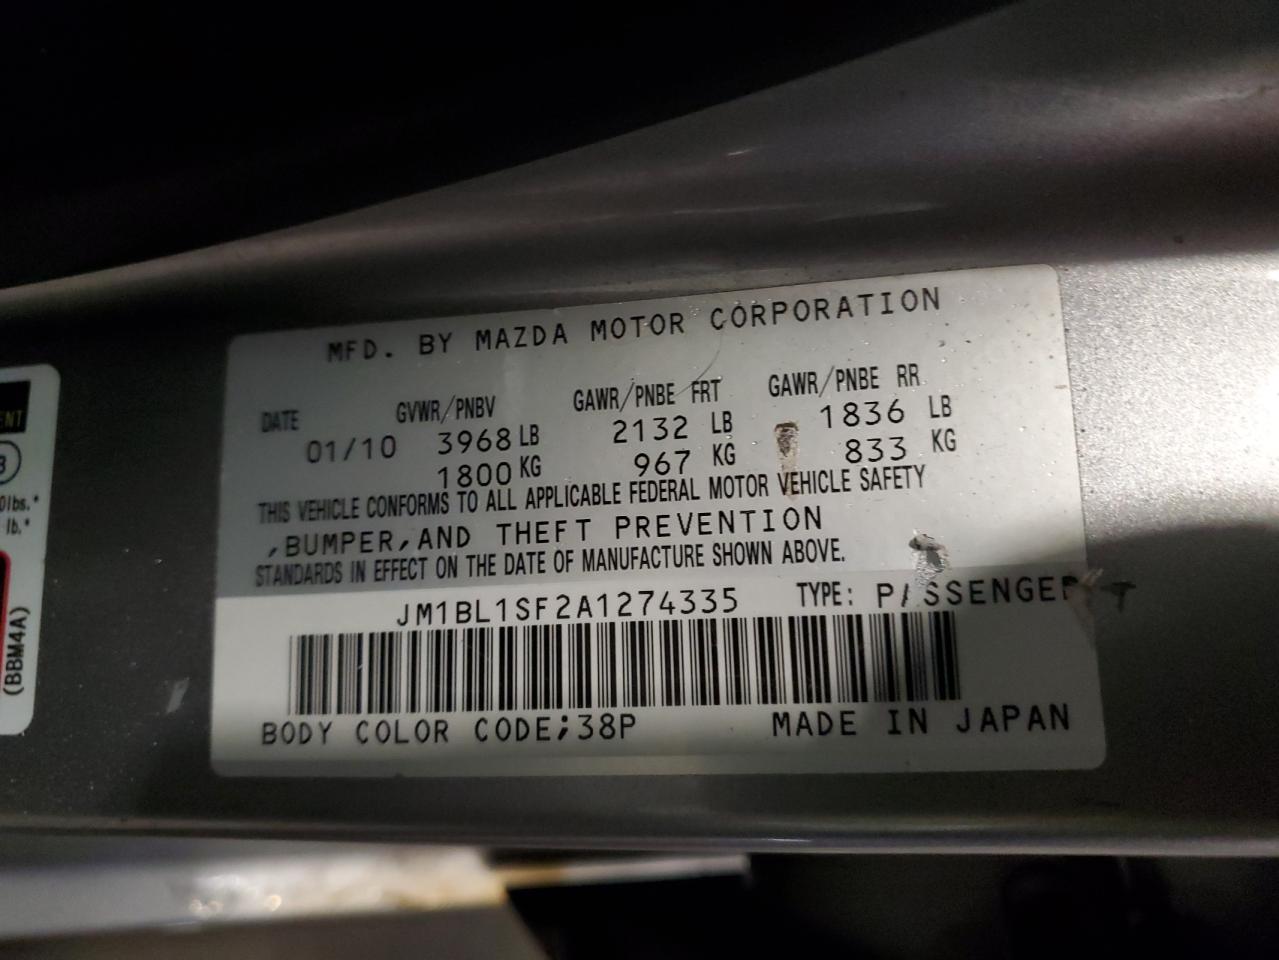 MFD. BY MAZDA MOTOR CORPORATION
DATE GVWR/PNBV GAWR/PNBE FRT GAWR/PNBE RR
01/10 3968 LB 2132 LB 1836 LB
1800 KG 967 KG 833 KG
THIS VEHICLE CONFORMS TO ALL APPLICABLE FEDERAL MOTOR VEHICLE SAFETY
,BUMPER,AND THEFT PREVENTION
STANDARDS IN EFFECT ON THE DATE OF MANUFACTURE SHOWN ABOVE.
JM1BL1SF2A1274335 TYPE: PASSENGER
BODY COLOR CODE;38P MADE IN JAPAN
lb.*
(BBM4A)